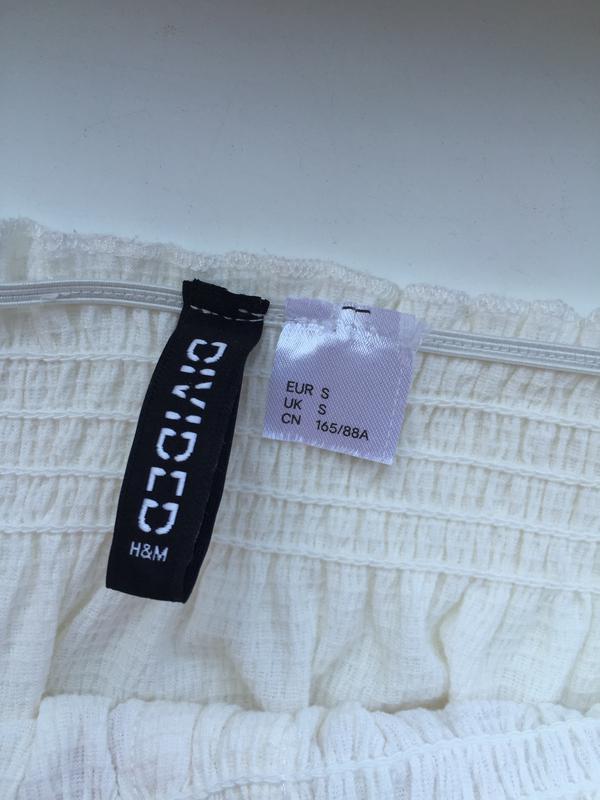 DIVIDED
H&M
EUR S
UK S
CN 165/88A